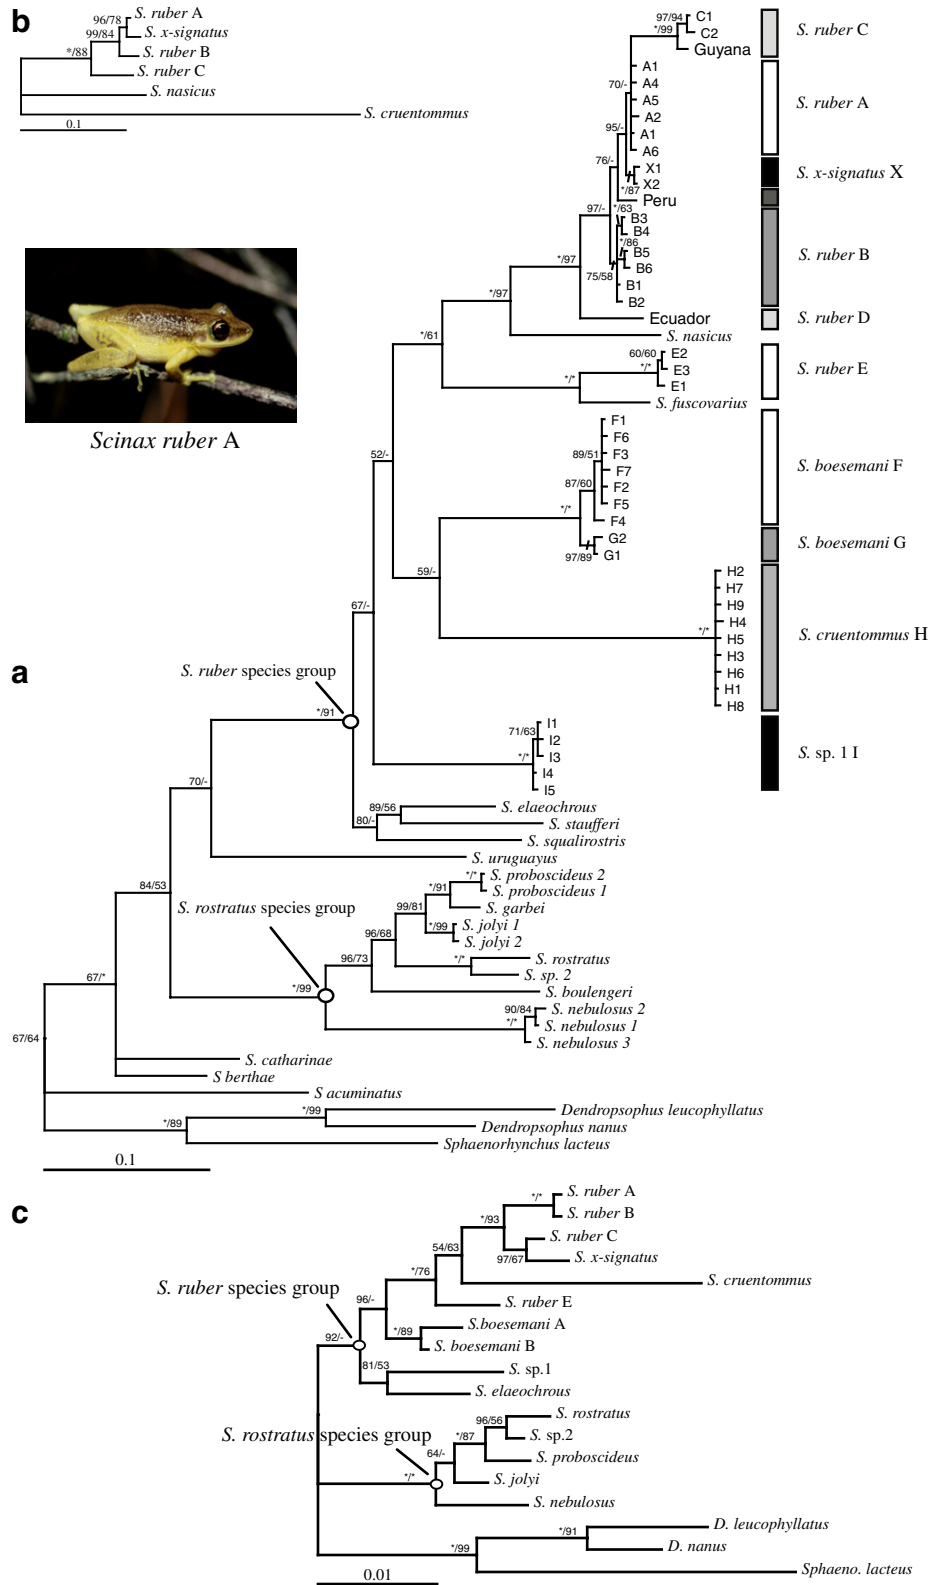 b
S. ruber A
96/78
S. x-signatus
99/84
S. ruber B
*/88
S. ruber C
S. nasicus
S. cruentommus
0.1
Scinax ruber A
a
97/94
C1
C2
*/99
Guyana
S. ruber C
A1
70/-
A4
A5
A2
95/-
A1
A6
S. ruber A
76/-
X1
X2
*/87
S. x-signatus X
Peru
97/-
*/63
B3
B4
*/86
B5
B6
75/58
B1
B2
S. ruber B
*/97
Ecuador
S. ruber D
*/97
S. nasicus
*/61
60/60
E2
*/*
E3
E1
S. ruber E
*/*
S. fuscovarius
F1
F6
89/51
F3
F7
87/60
F2
F5
*/*
F4
S. boesemani F
G2
97/89
G1
S. boesemani G
52/-
59/-
H2
H7
H9
H4
*/*
H5
H3
H6
H1
H8
S. cruentommus H
67/-
S. ruber species group
*/91
I1
71/63
I2
*/*
I3
I4
I5
S. sp. 1 I
70/-
89/56
S. elaeochrous
S. staufferi
80/-
S. squalirostris
S. uruguayus
84/53
S. rostratus species group
*/*
S. proboscideus 2
*/91
S. proboscideus 1
99/81
S. garbei
S. jolyi 1
*/99
S. jolyi 2
96/68
S. rostratus
*/*
S. sp. 2
96/73
S. boulengeri
*/99
90/84
S. nebulosus 2
*/*
S. nebulosus 1
S. nebulosus 3
67/*
67/64
S. catharinae
S berthae
S acuminatus
*/99
Dendropsophus leucophyllatus
*/89
Dendropsophus nanus
Sphaenorhynchus lacteus
0.1
c
*/*
S. ruber A
S. ruber B
*/93
S. ruber C
97/67
S. x-signatus
54/63
S. cruentommus
*/76
S. ruber E
S. ruber species group
96/-
S.boesemani A
*/89
S. boesemani B
92/-
81/53
S. sp.1
S. elaeochrous
S. rostratus species group
96/56
S. rostratus
S. sp.2
*/87
S. proboscideus
64/-
S. jolyi
*/*
S. nebulosus
*/91
D. leucophyllatus
D. nanus
*/99
Sphaeno. lacteus
0.01